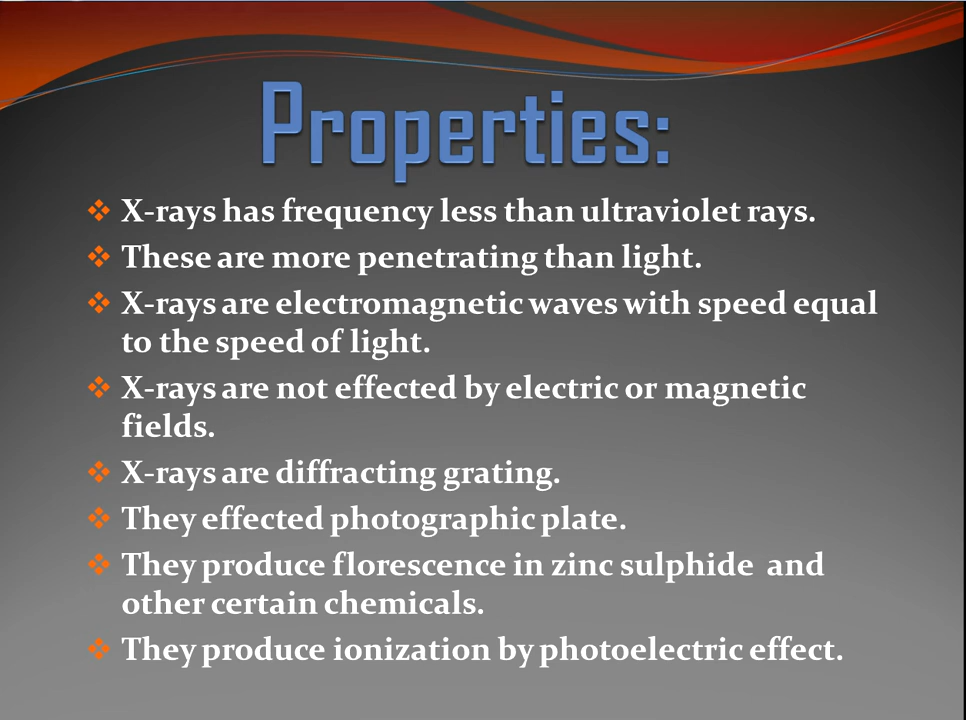 Properties:
X-rays has frequency less than ultraviolet rays.
These are more penetrating than light.
X-rays are electromagnetic waves with speed equal
to the speed of light.
X-rays are not effected by electric or magnetic
fields.
X-rays are diffracting grating.
They effected photographic plate.
They produce florescence in zinc sulphide and
other certain chemicals.
They produce ionization by photoelectric effect.